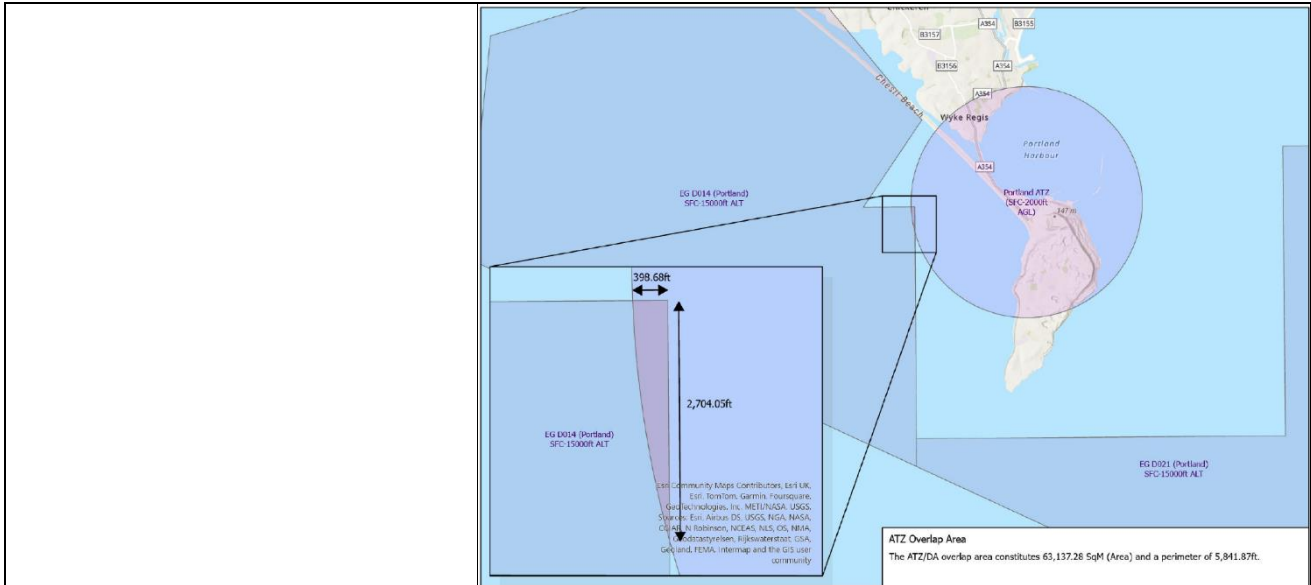 A354
B3155
B3157
B3156
A354
A354
Chesil Beach
Wyke Regis
Portland
Harbour
A354
EG D014 (Portland)
SFC-15000ft ALT
Portland ATZ
(SFC-2000ft
AGL)
147 m
398.68ft
2,704.05ft
EG D014 (Portland)
SFC-15000ft ALT
EG D021 (Portland)
SFC-15000ft ALT
Esri Community Maps Contributors, Esri UK,
Esri, TomTom, Garmin, Foursquare,
GeoTechnologies, Inc, METI/NASA, USGS,
Sources: Esri, Airbus DS, USGS, NGA, NASA,
CGIAR, N Robinson, NCEAS, NLS, OS, NMA,
Geodatastyrelsen, Rijkswaterstaat, GSA,
Geoland, FEMA, Intermap and the GIS user
community
ATZ Overlap Area
The ATZ/DA overlap area constitutes 63,137.28 SqM (Area) and a perimeter of 5,841.87ft.